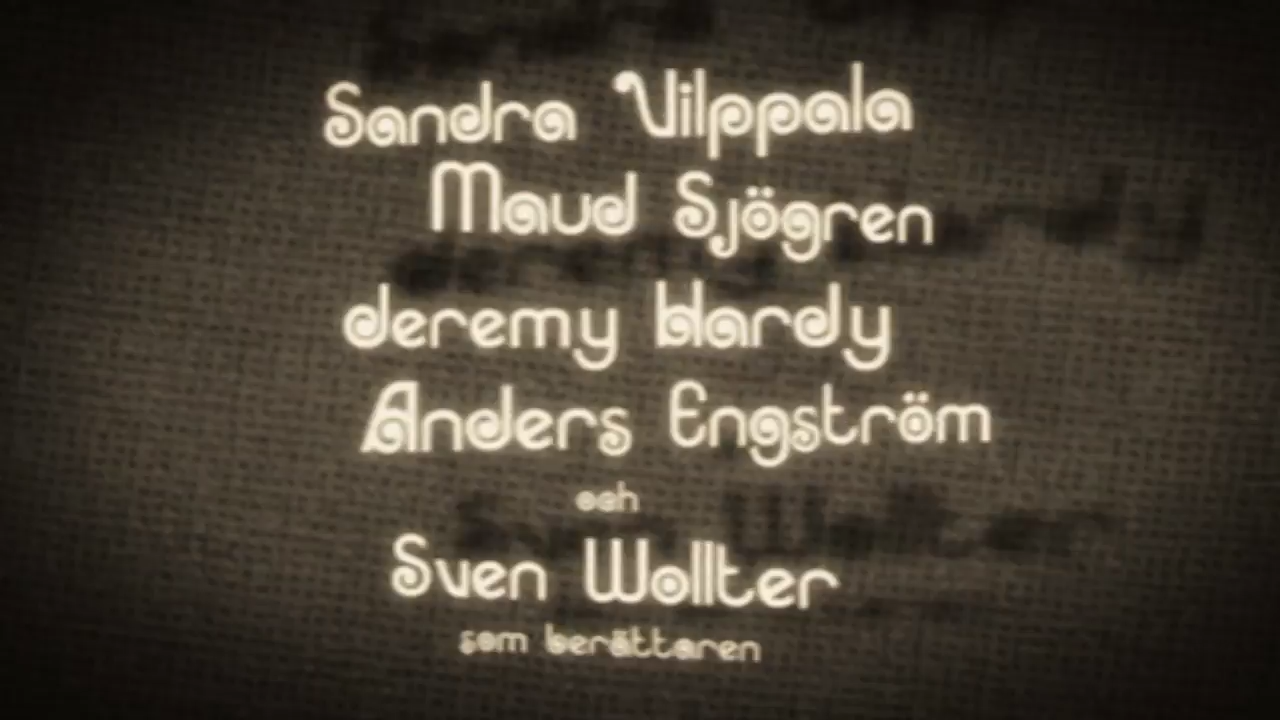 Sandra Vilppala
Maud Sjögren
Jeremy Hardy
Anders Engström
och
Sven Wollter
som berättaren